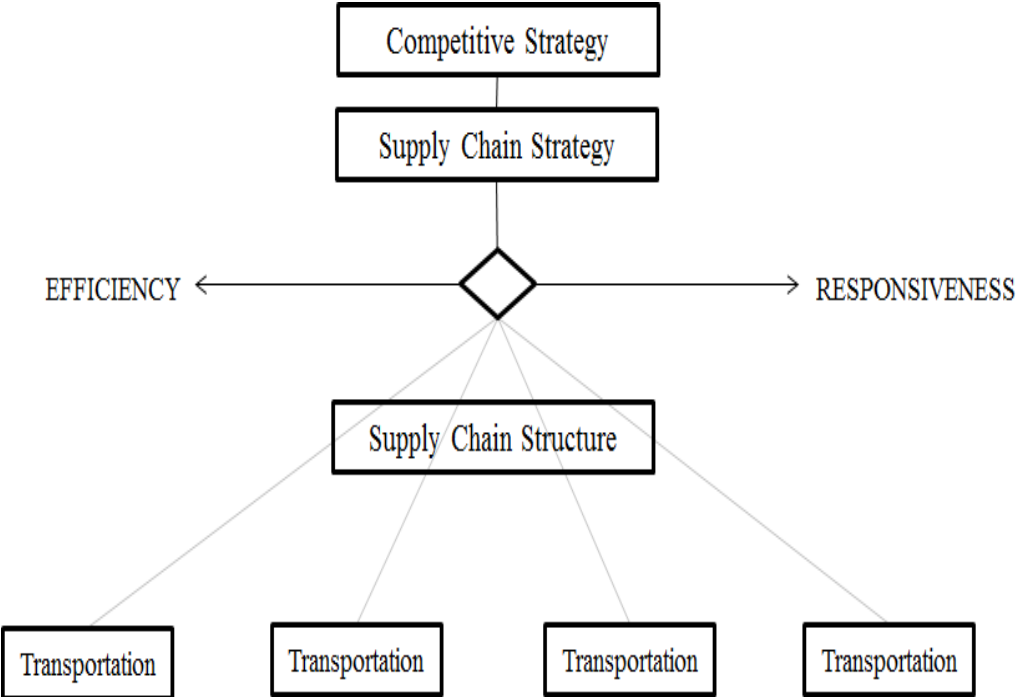 Competitive Strategy
Supply Chain Strategy
EFFICIENCY
RESPONSIVENESS
Supply Chain Structure
Transportation
Transportation
Transportation
Transportation